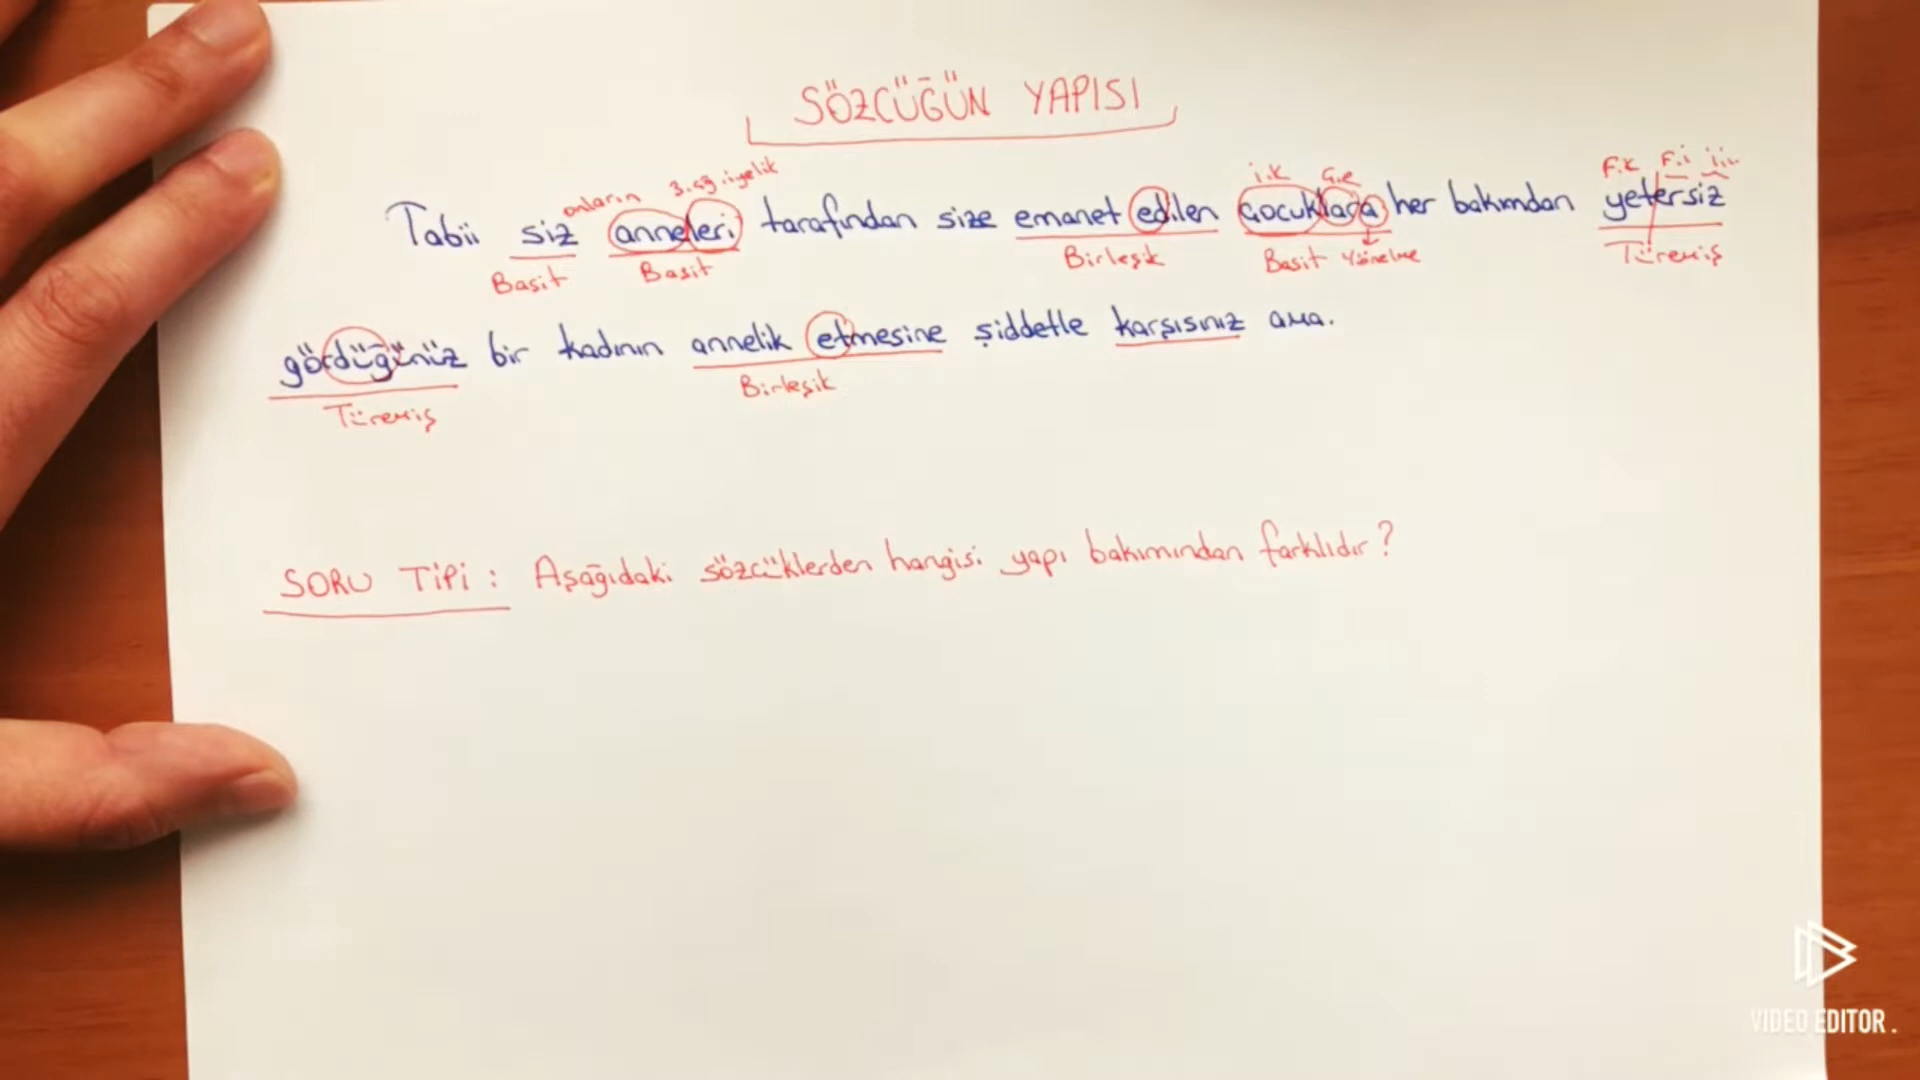 SÖZCÜĞÜN YAPISI
onların 3.çğ.iyelik i.k Ç.e F.k F.i İ.i
Tabii siz anneleri tarafından size emanet edilen çocuklara her bakımdan yetersiz
Basit Basit Birleşik Basit Yönelme Türemiş
gördüğünüz bir kadının annelik etmesine şiddetle karşısınız ama.
Türemiş Birleşik
SORU TİPİ : Aşağıdaki sözcüklerden hangisi yapı bakımından farklıdır?
VIDEO EDITOR.